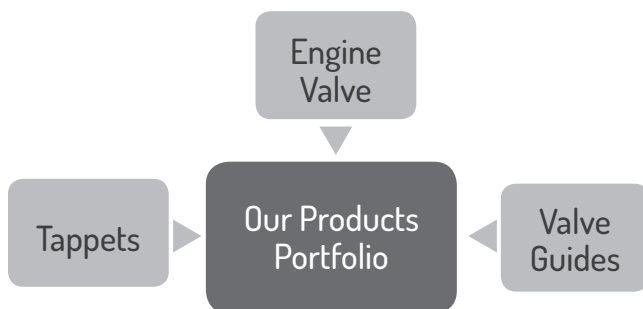 Engine
Valve
Tappets
Our Products
Portfolio
Valve
Guides